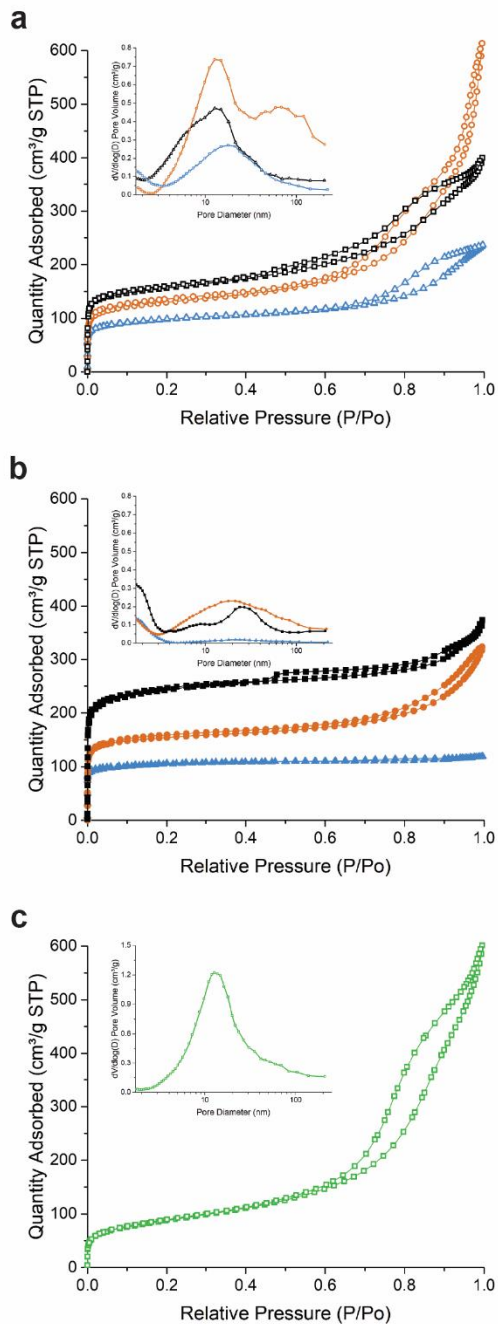 a
600
500
400
300
200
100
0
0.0 0.2 0.4 0.6 0.8 1.0
Quantity Adsorbed (cm³/g STP)
Relative Pressure (P/Po)
0.8
0.7
0.6
0.5
0.4
0.3
0.2
0.1
0.0
10 100
dV/dlog(D) Pore Volume (cm³/g)
Pore Diameter (nm)
b
600
500
400
300
200
100
0
0.0 0.2 0.4 0.6 0.8 1.0
Quantity Adsorbed (cm³/g STP)
Relative Pressure (P/Po)
0.8
0.7
0.6
0.5
0.4
0.3
0.2
0.1
0.0
10 100
dV/dlog(D) Pore Volume (cm³/g)
Pore Diameter (nm)
c
600
500
400
300
200
100
0
0.0 0.2 0.4 0.6 0.8 1.0
Quantity Adsorbed (cm³/g STP)
Relative Pressure (P/Po)
1.5
1.2
0.9
0.6
0.3
0.0
10 100
dV/dlog(D) Pore Volume (cm³/g)
Pore Diameter (nm)